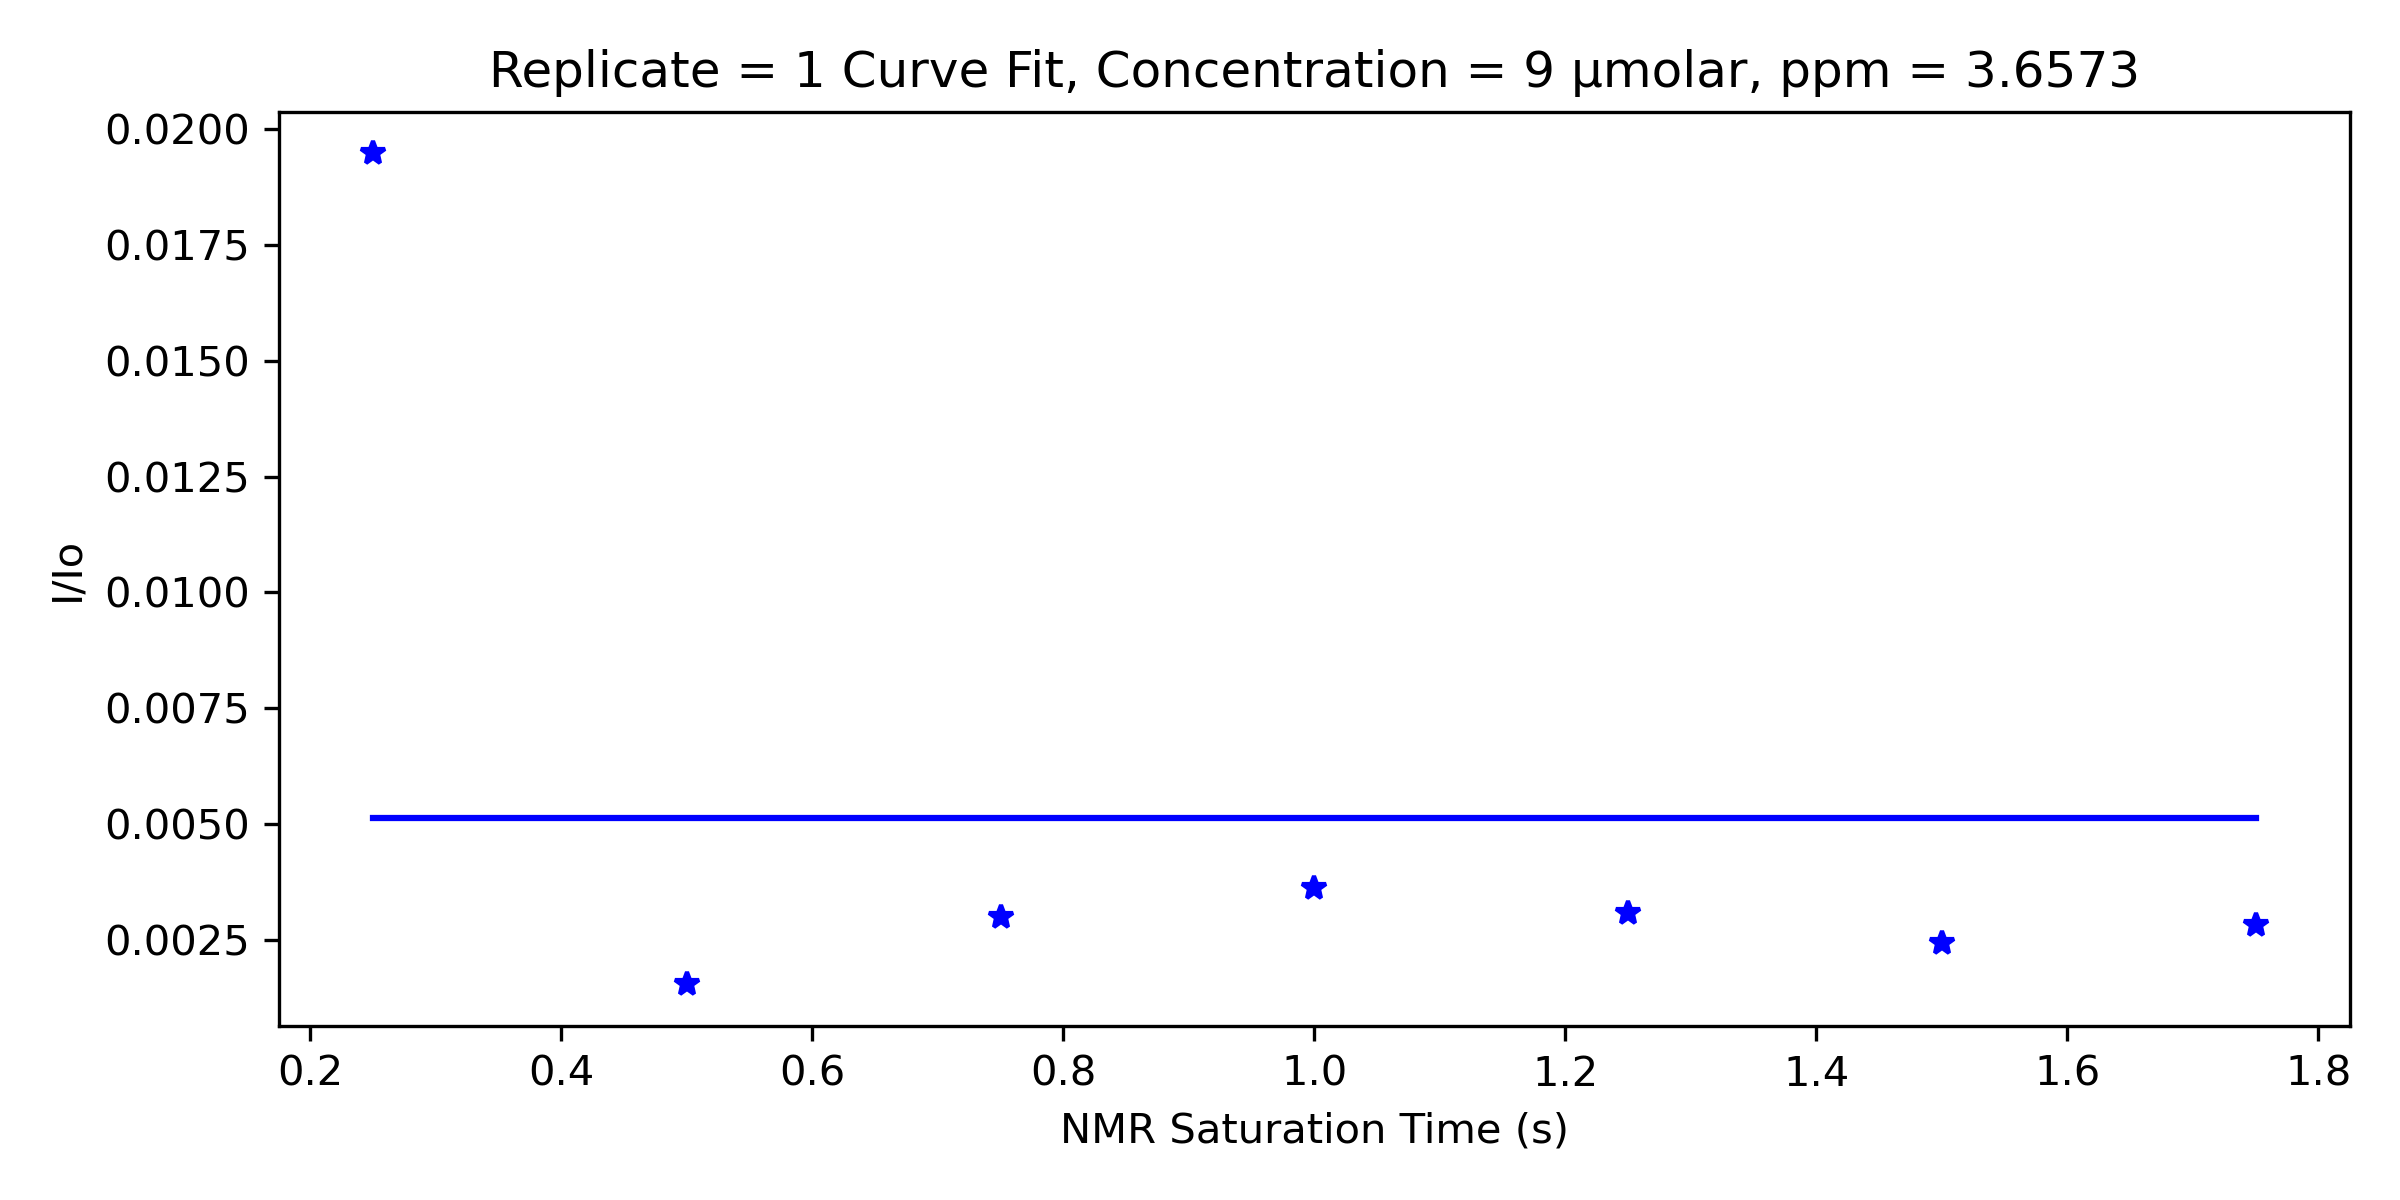 Replicate = 1 Curve Fit, Concentration = 9 µmolar, ppm = 3.6573
0.0200
0.0175
0.0150
0.0125
0.0100
0.0075
0.0050
0.0025
I/Io
0.2 0.4 0.6 0.8 1.0 1.2 1.4 1.6 1.8
NMR Saturation Time (s)